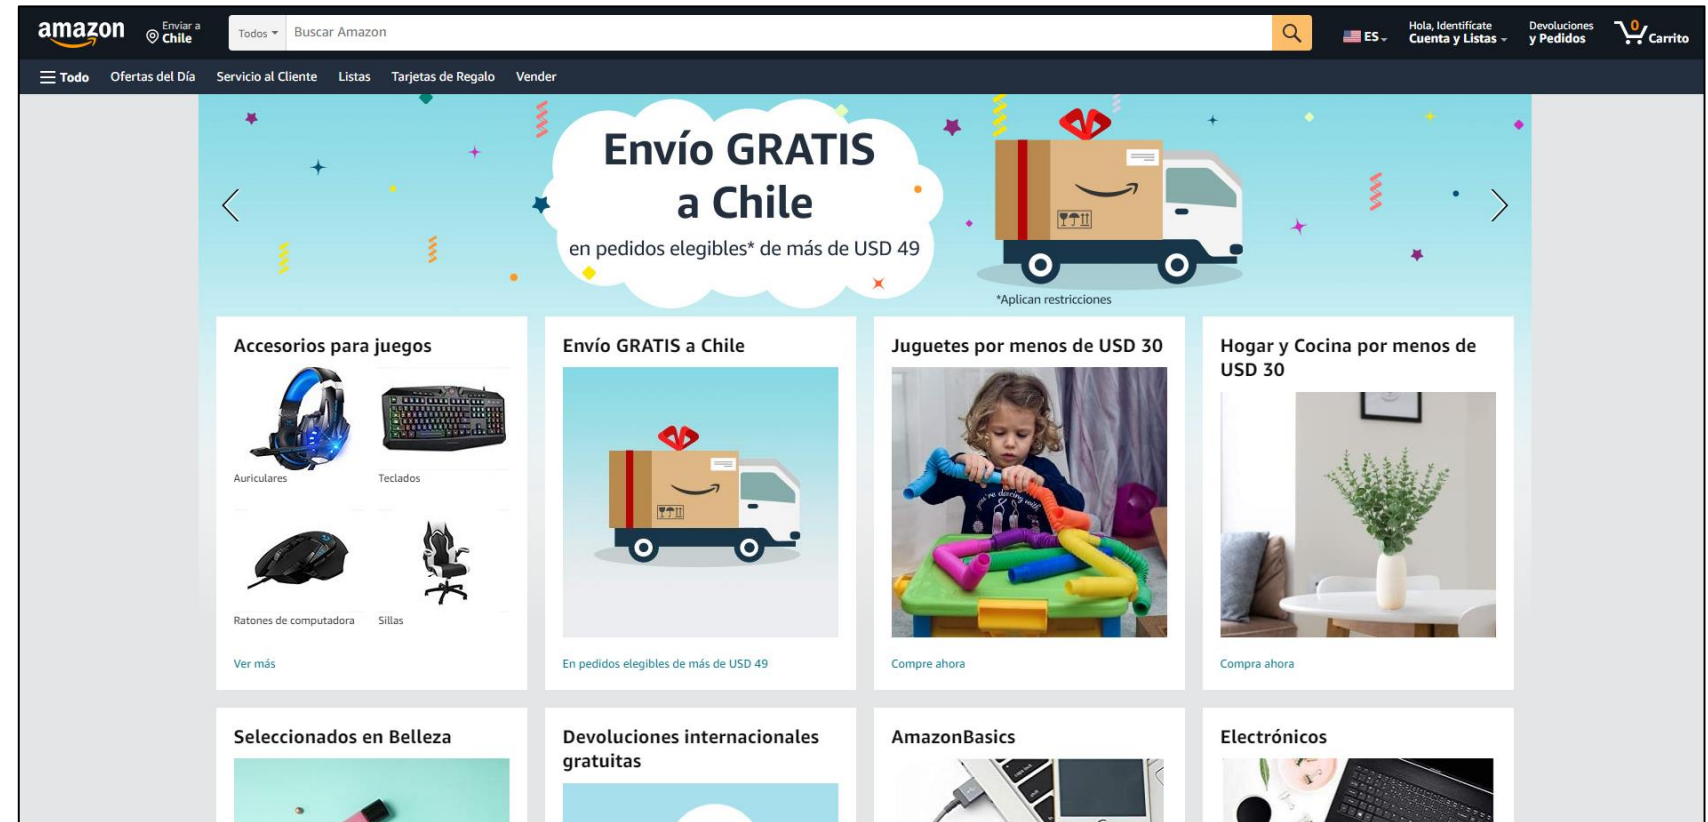 amazon
Enviar a
Chile
Todos
Buscar Amazon
ES
Hola, Identifícate
Cuenta y Listas
Devoluciones
y Pedidos
0
Carrito
Todo
Ofertas del Día
Servicio al Cliente
Listas
Tarjetas de Regalo
Vender
Envío GRATIS
a Chile
en pedidos elegibles* de más de USD 49
*Aplican restricciones
Accesorios para juegos
Auriculares
Teclados
Ratones de computadora
Sillas
Ver más
Envío GRATIS a Chile
En pedidos elegibles de más de USD 49
Juguetes por menos de USD 30
Compre ahora
Hogar y Cocina por menos de
USD 30
Compra ahora
Seleccionados en Belleza
Devoluciones internacionales
gratuitas
AmazonBasics
Electrónicos